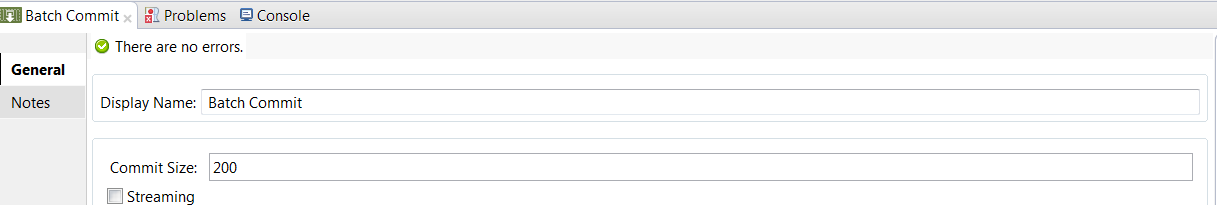 Batch Commit Problems Console
There are no errors.
General
Display Name: Batch Commit
Notes
Commit Size: 200
Streaming